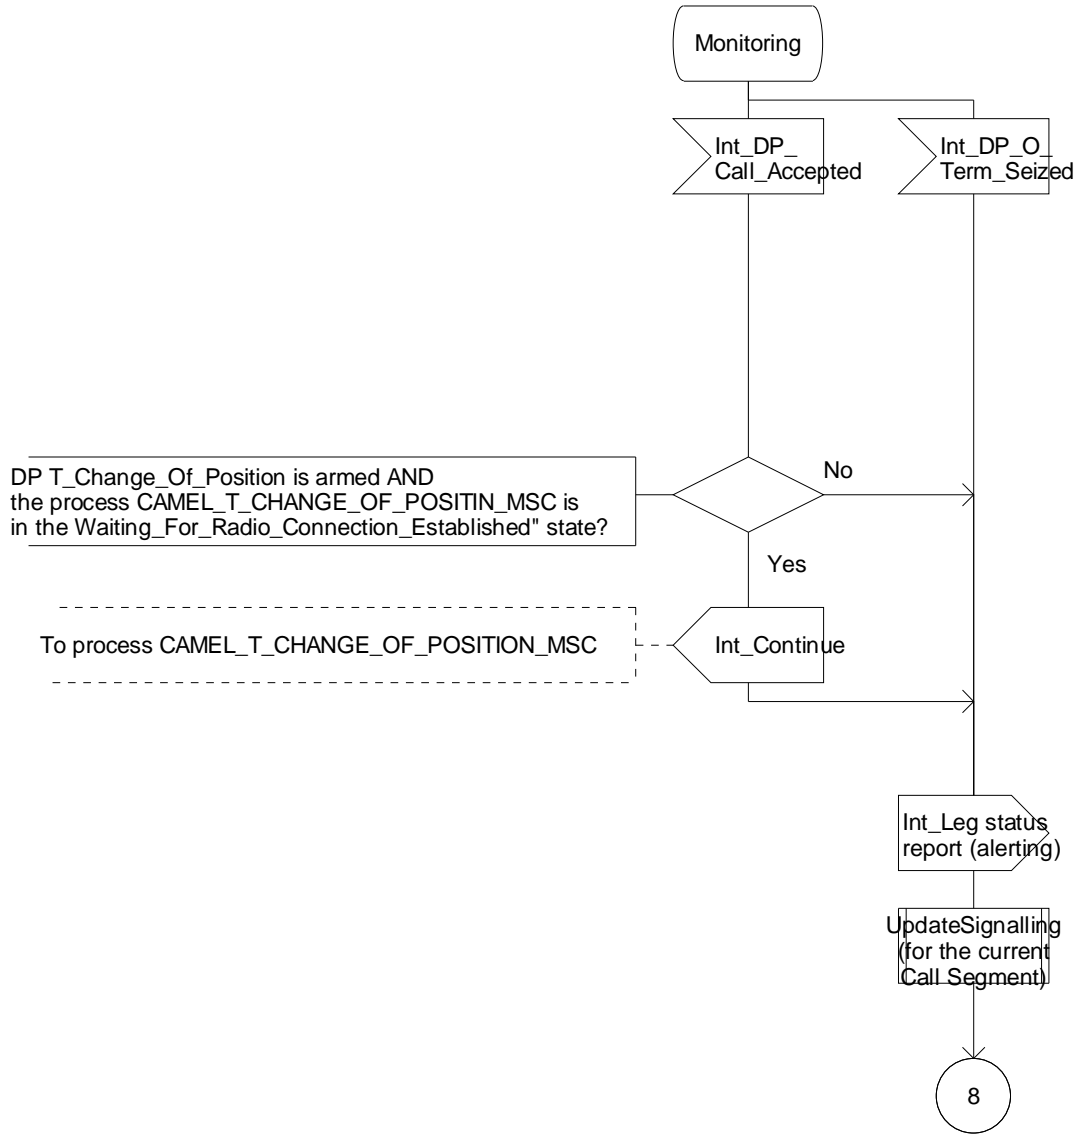 Monitoring
Int_DP_
Call_Accepted
Int_DP_O_
Term_Seized
DP T_Change_Of_Position is armed AND
the process CAMEL_T_CHANGE_OF_POSITIN_MSC is
in the Waiting_For_Radio_Connection_Established" state?
No
Yes
To process CAMEL_T_CHANGE_OF_POSITION_MSC
Int_Continue
Int_Leg status
report (alerting)
UpdateSignalling
(for the current
Call Segment)
8